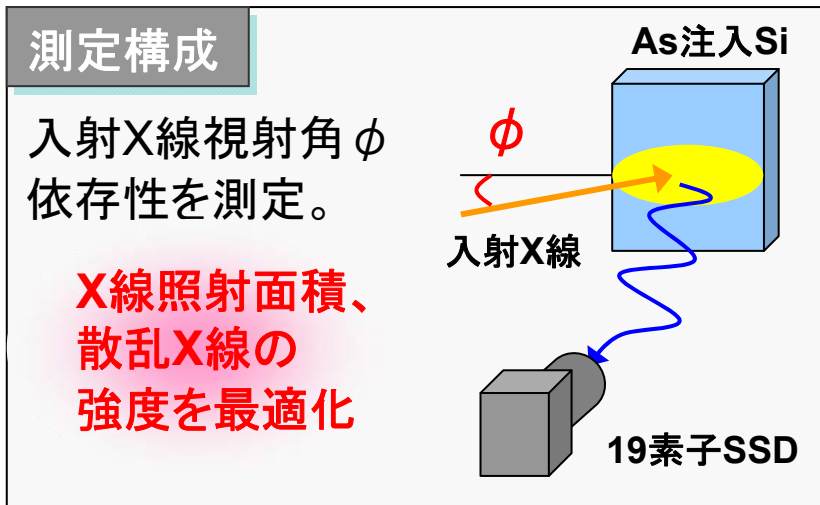 測定構成
入射X線視射角φ
依存性を測定。
X線照射面積、
散乱X線の
強度を最適化
As注入Si
φ
入射X線
19素子SSD